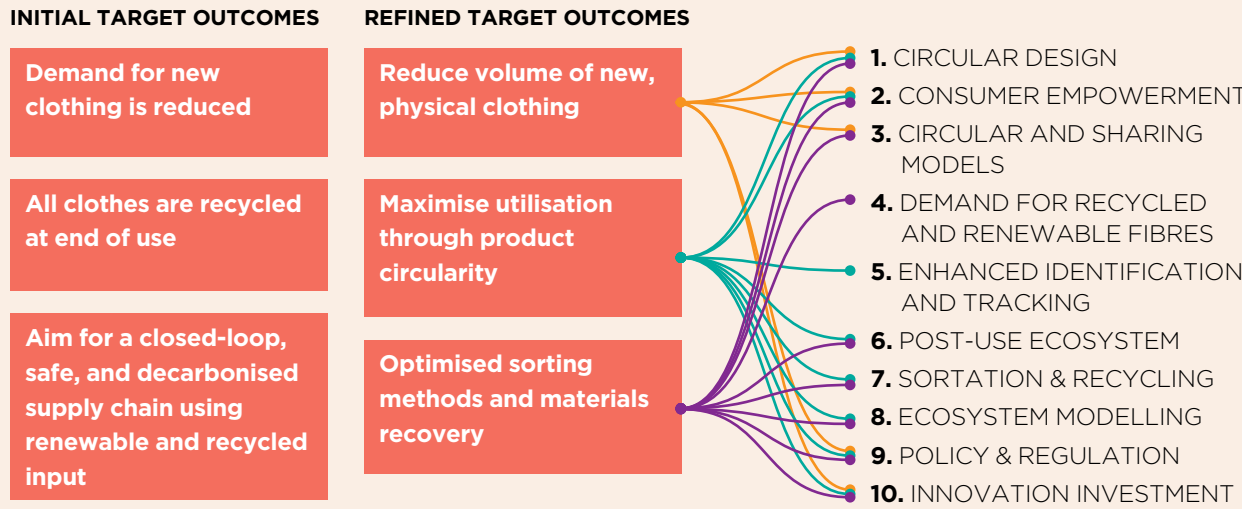 INITIAL TARGET OUTCOMES
Demand for new
clothing is reduced
All clothes are recycled
at end of use
Aim for a closed-loop,
safe, and decarbonised
supply chain using
renewable and recycled
input
REFINED TARGET OUTCOMES
Reduce volume of new,
physical clothing
Maximise utilisation
through product
circularity
Optimised sorting
methods and materials
recovery
1. CIRCULAR DESIGN
2. CONSUMER EMPOWERMENT
3. CIRCULAR AND SHARING
MODELS
4. DEMAND FOR RECYCLED
AND RENEWABLE FIBRES
5. ENHANCED IDENTIFICATION
AND TRACKING
6. POST-USE ECOSYSTEM
7. SORTATION & RECYCLING
8. ECOSYSTEM MODELLING
9. POLICY & REGULATION
10. INNOVATION INVESTMENT